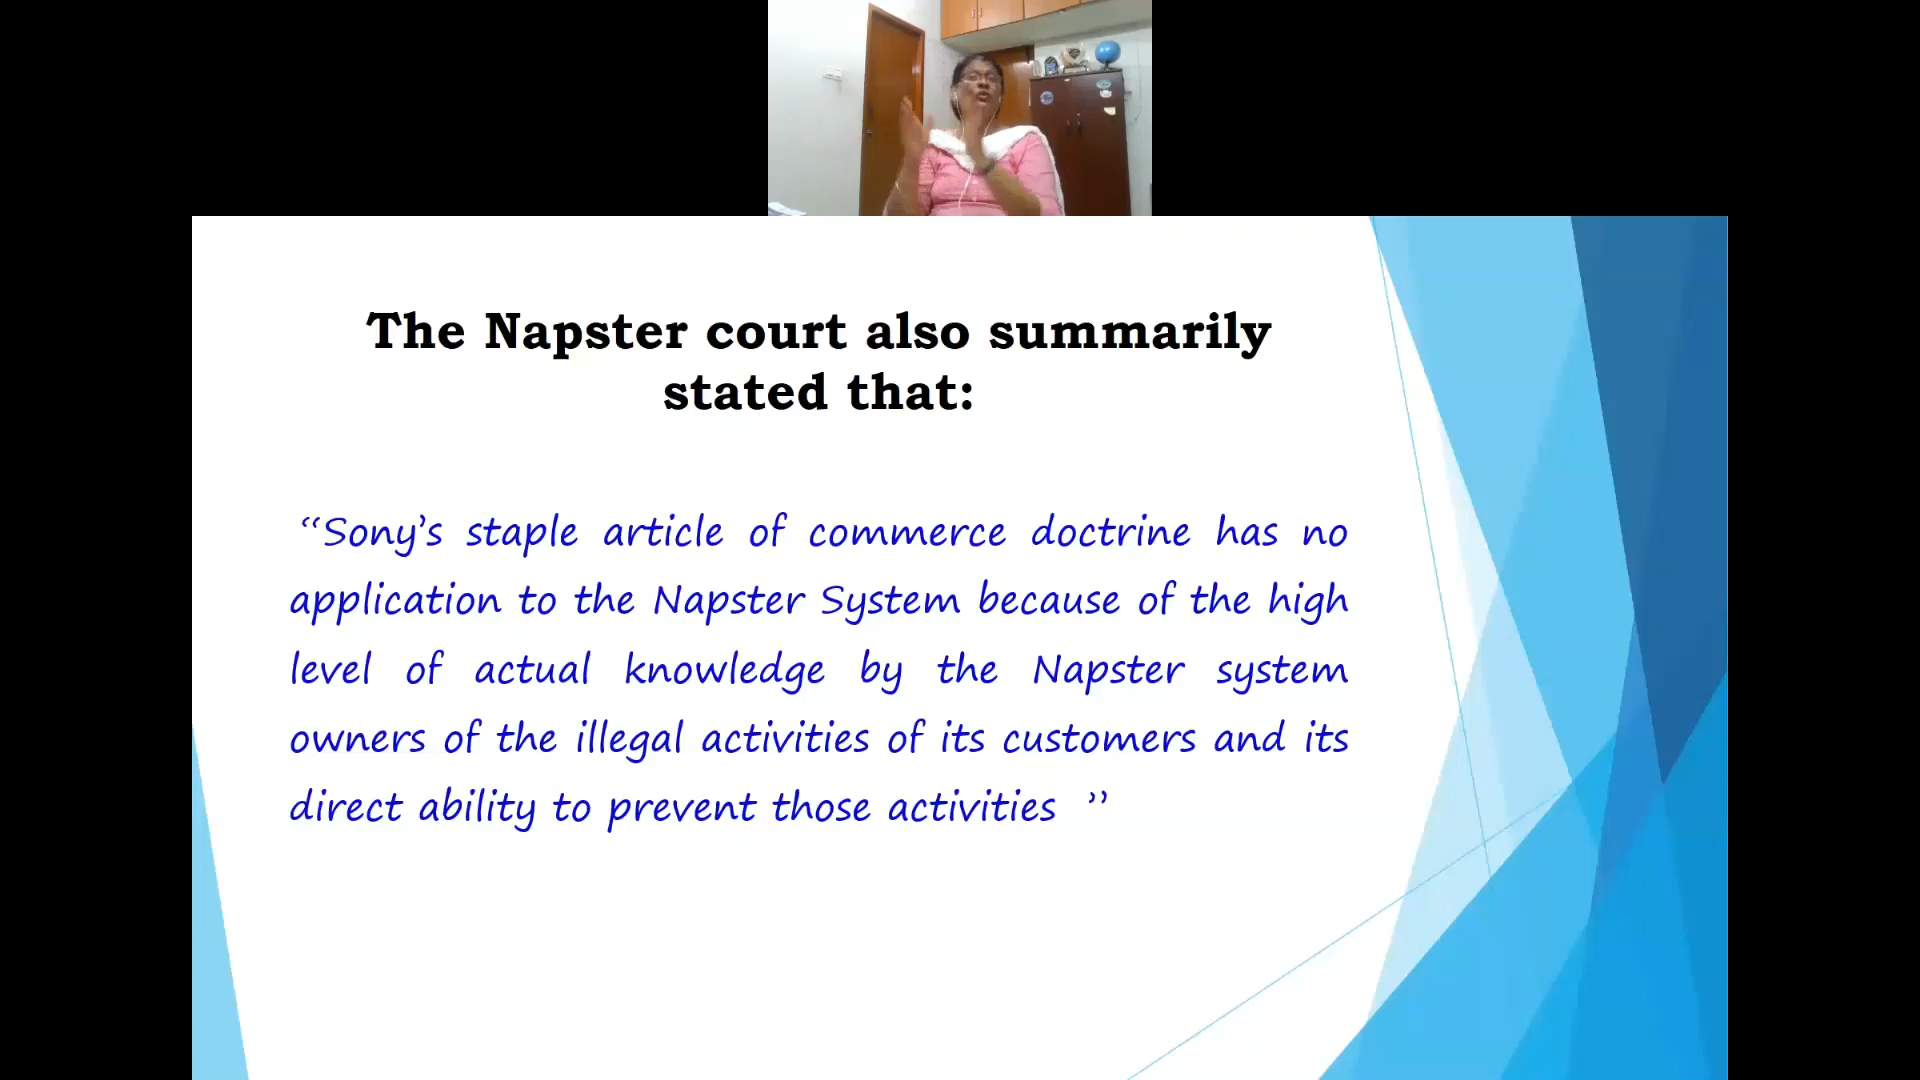 The Napster court also summarily
stated that:
“Sony’s staple article of commerce doctrine has no
application to the Napster System because of the high
level of actual knowledge by the Napster system
owners of the illegal activities of its customers and its
direct ability to prevent those activities ”